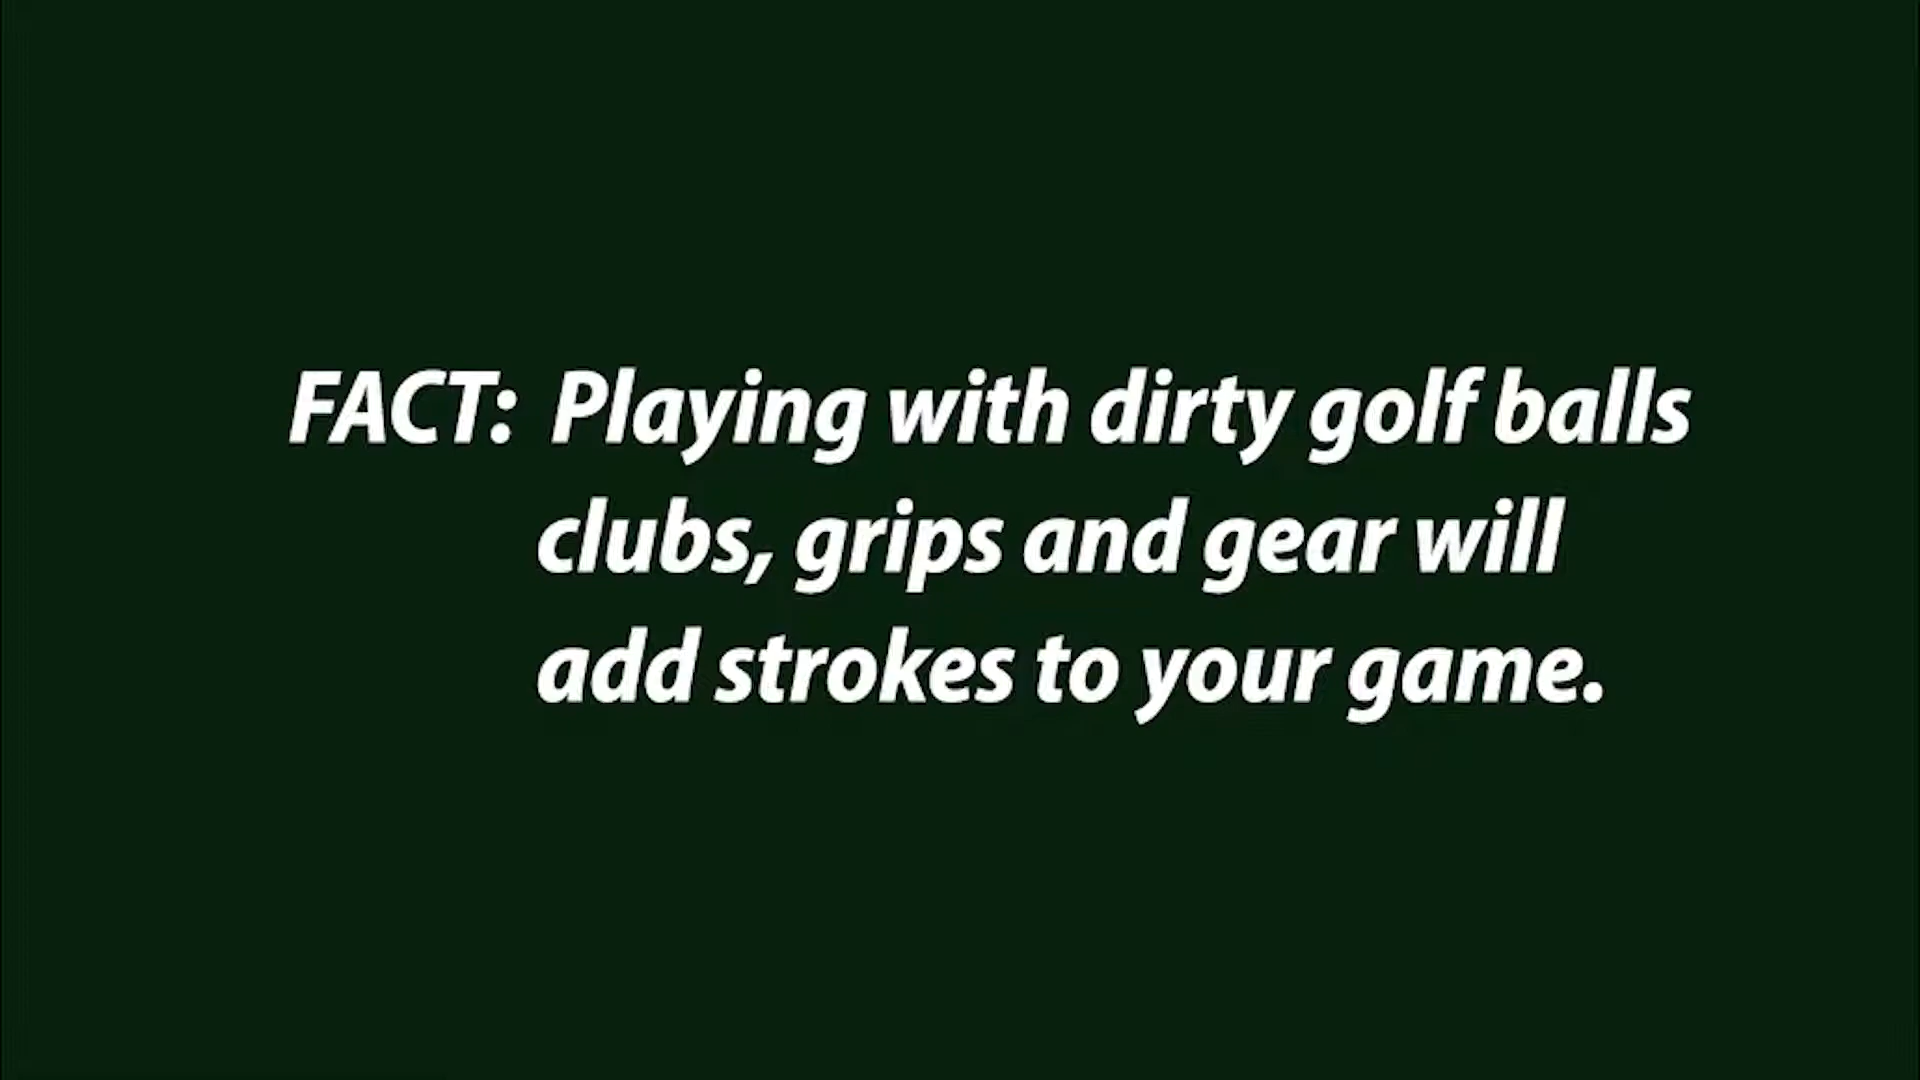 FACT: Playing with dirty golf balls
clubs, grips and gear will
add strokes to your game.